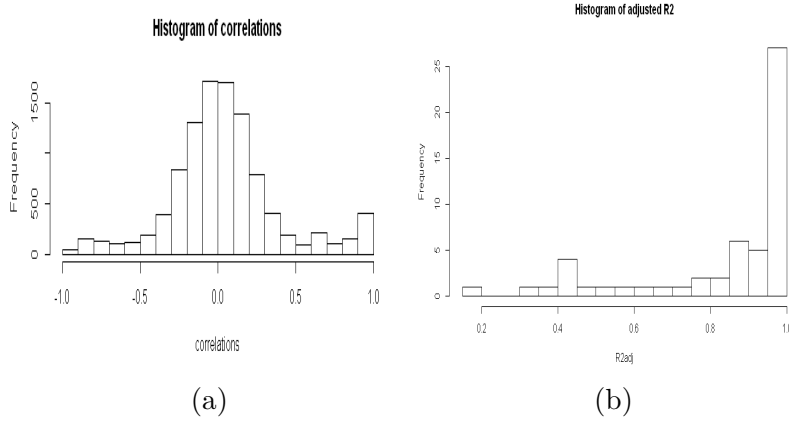 Histogram of correlations
Frequency
1500
500
0
-1.0 -0.5 0.0 0.5 1.0
correlations
(a)
Histogram of adjusted R2
Frequency
25
20
15
10
5
0
0.2 0.4 0.6 0.8
R2adj
(b)